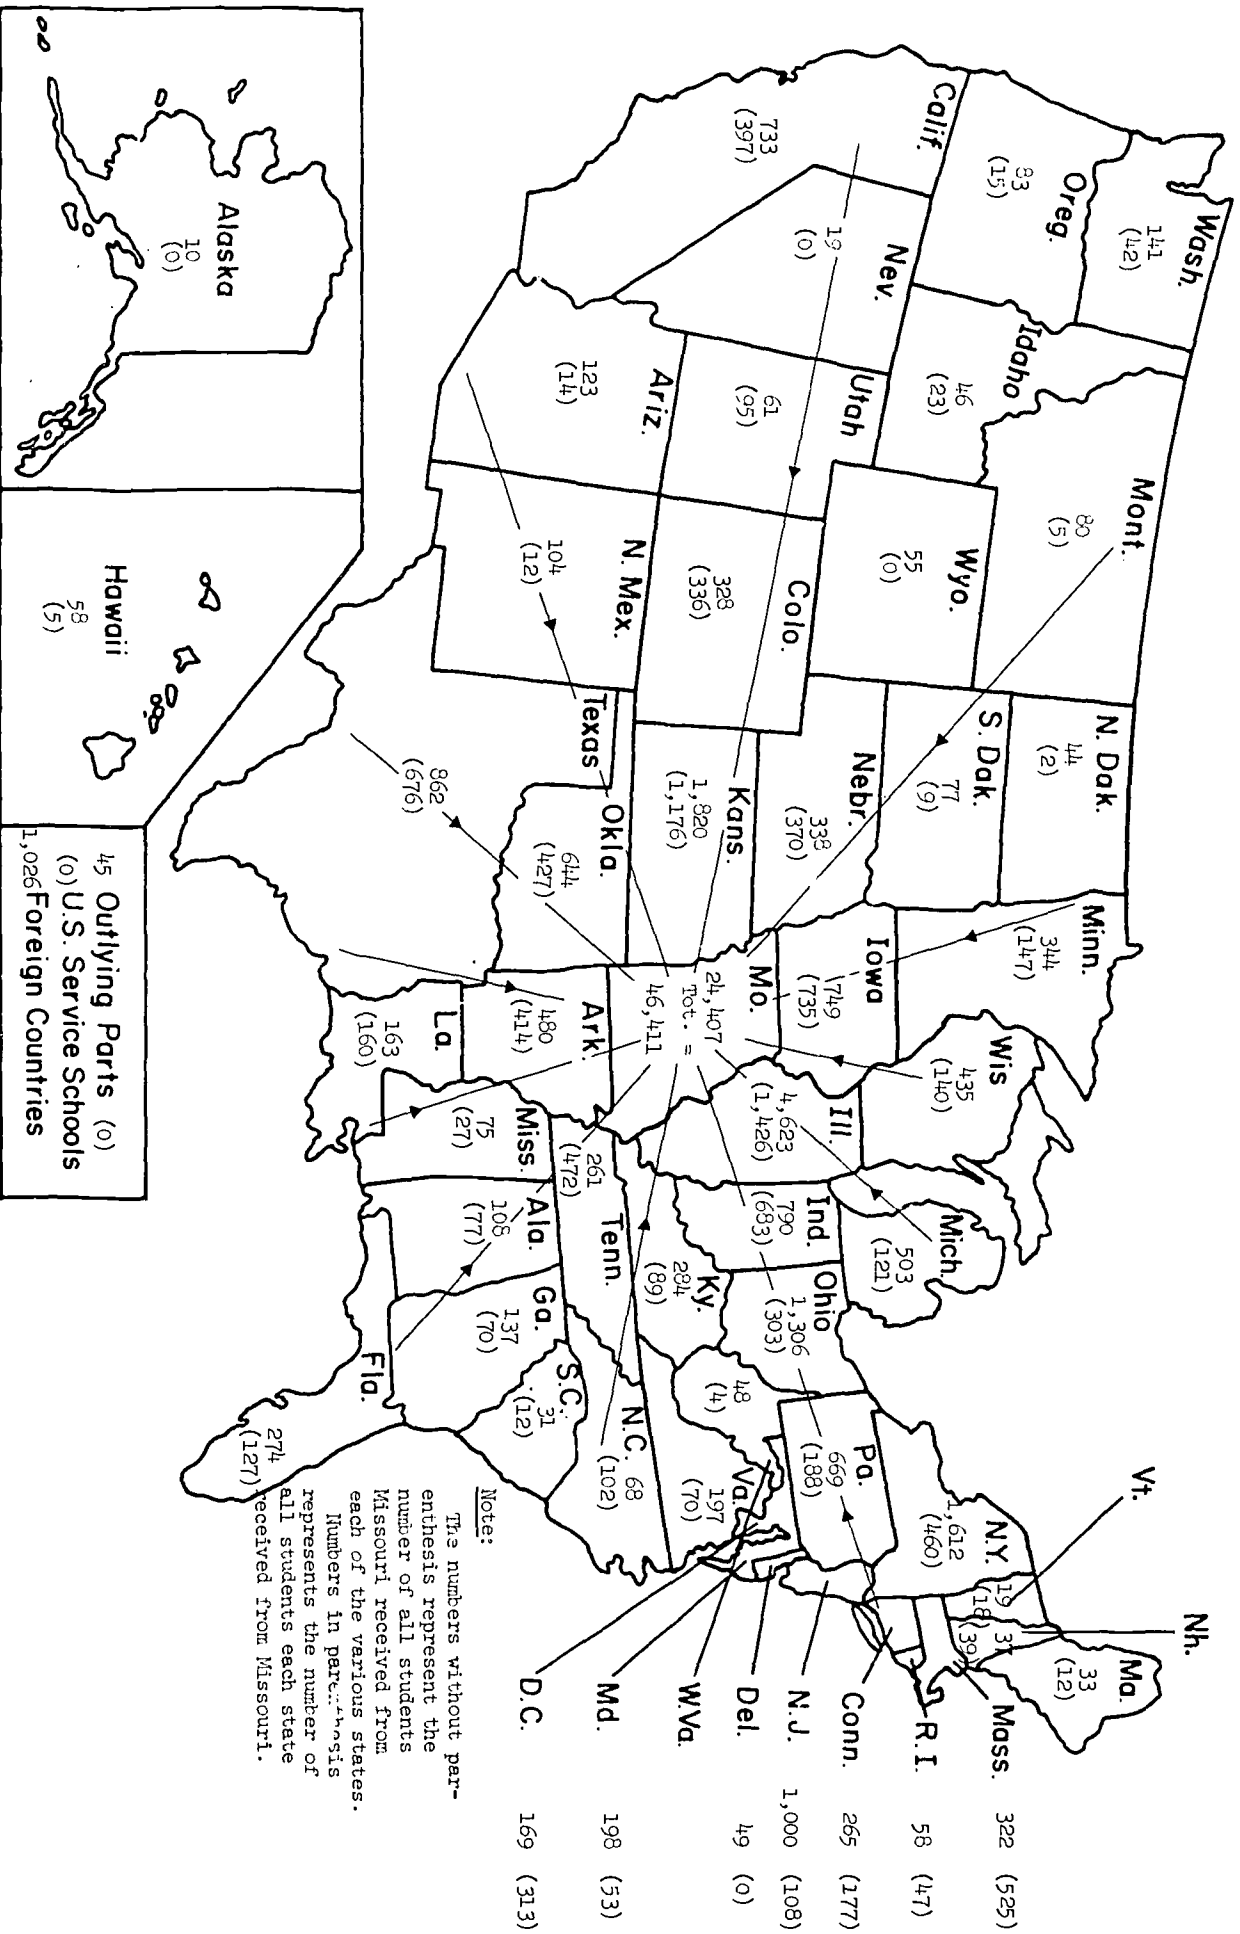 Wash.
141
(42)
Oreg.
83
(15)
Calif.
733
(397)
Nev.
19
(0)
Idaho
46
(23)
Utah
61
(95)
Ariz.
123
(14)
Mont.
80
(5)
Wyo.
55
(0)
Colo.
328
(336)
N. Mex.
104
(12)
N. Dak.
44
(2)
S. Dak.
77
(9)
Nebr.
338
(370)
Kans.
1,820
(1,176)
Okla.
644
(427)
Texas
862
(676)
Minn.
344
(147)
Iowa
749
(735)
Mo.
24,407
Tot. =
46,411
Ark.
480
(414)
La.
163
(160)
Wis
435
(140)
Ill.
4,623
(1,426)
Mich.
503
(121)
Ind.
790
(683)
Ohio
1,306
(303)
Ky.
284
(89)
Tenn.
261
(472)
Miss.
75
(27)
Ala.
108
(77)
Ga.
137
(70)
Fla.
274
(127)
S.C.
31
(12)
N.C. 68
(102)
Va.
197
(70)
48
(4)
Pa.
669
(188)
N.Y.
1,612
(460)
Vt.
19
(18)
Nh.
37
(39)
Ma.
33
(12)
Mass. 322 (525)
R.I. 58 (47)
Conn. 265 (177)
N.J. 1,000 (108)
Del. 49 (0)
W.Va.
Md. 198 (53)
D.C. 169 (313)
Alaska
10
(0)
Hawaii
58
(5)
45 Outlying Parts (0)
(0) U.S. Service Schools
1,026 Foreign Countries
Note:
The numbers without par-
enthesis represent the
number of all students
Missouri received from
each of the various states.
Numbers in parenthesis
represents the number of
all students each state
received from Missouri.